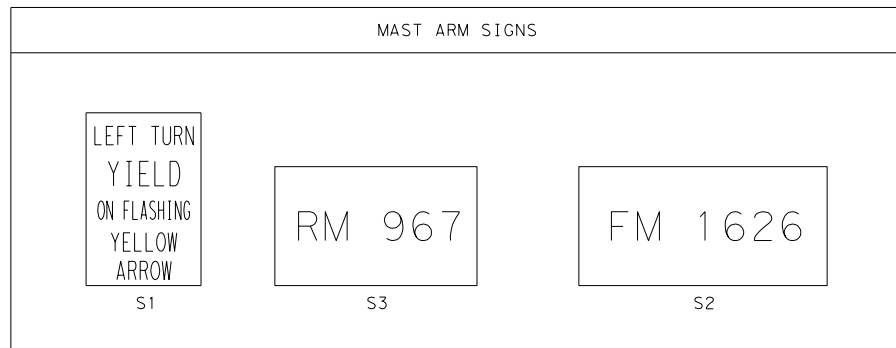 MAST ARM SIGNS
LEFT TURN
YIELD
ON FLASHING
YELLOW
ARROW
S1
RM 967
S3
FM 1626
S2